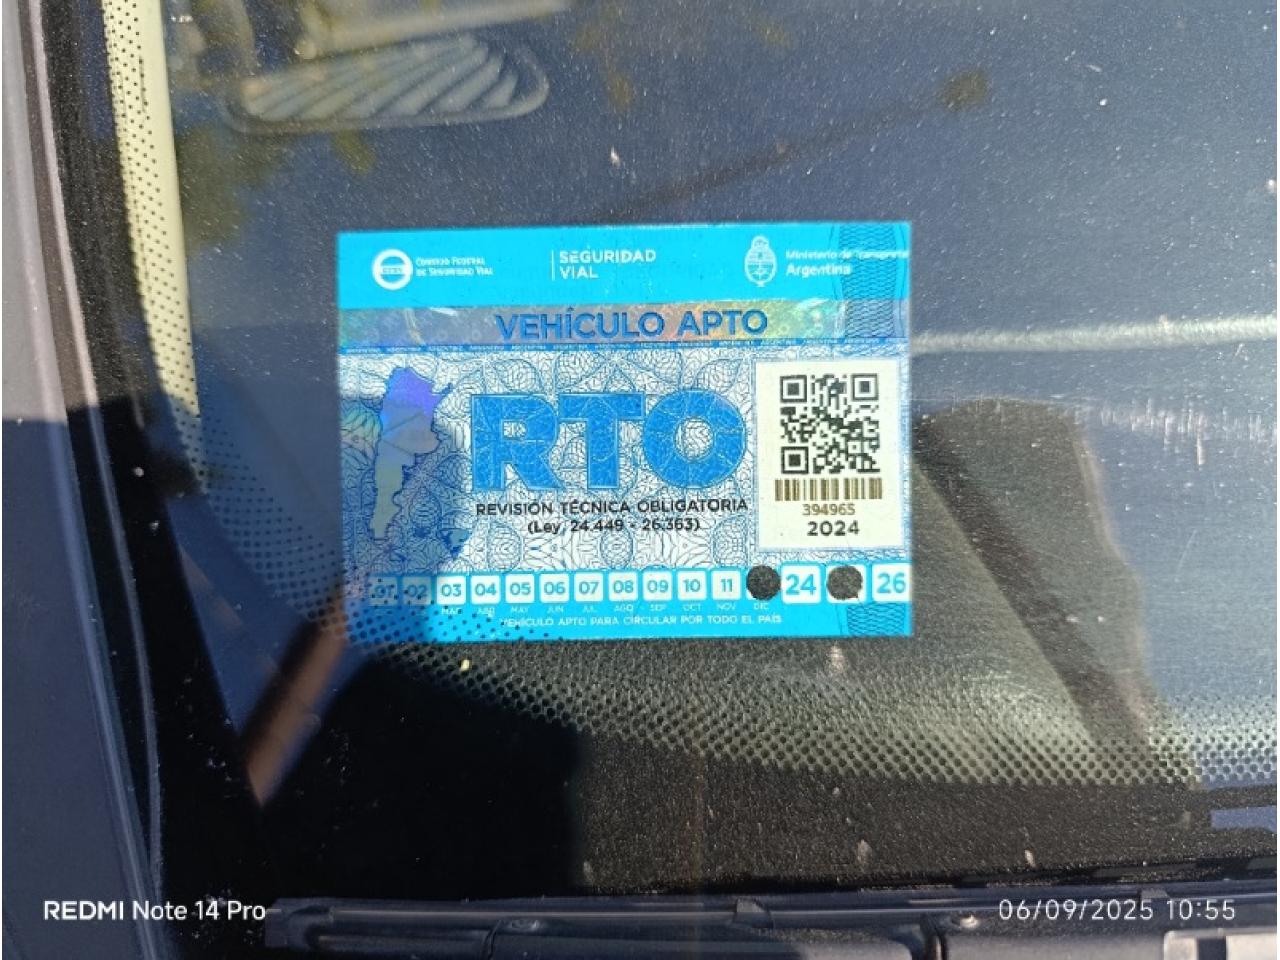 CONSEJO FEDERAL
DE SEGURIDAD VIAL
SEGURIDAD
VIAL
Ministerio de Transporte
Argentina
VEHÍCULO APTO
RTO
REVISIÓN TÉCNICA OBLIGATORIA
(Ley 24.449 - 26.363)
394965
2024
01 02 03 04 05 06 07 08 09 10 11 24 26
MAR ABR MAY JUN JUL AGO SEP OCT NOV DIC
VEHÍCULO APTO PARA CIRCULAR POR TODO EL PAÍS
REDMI Note 14 Pro
06/09/2025 10:55